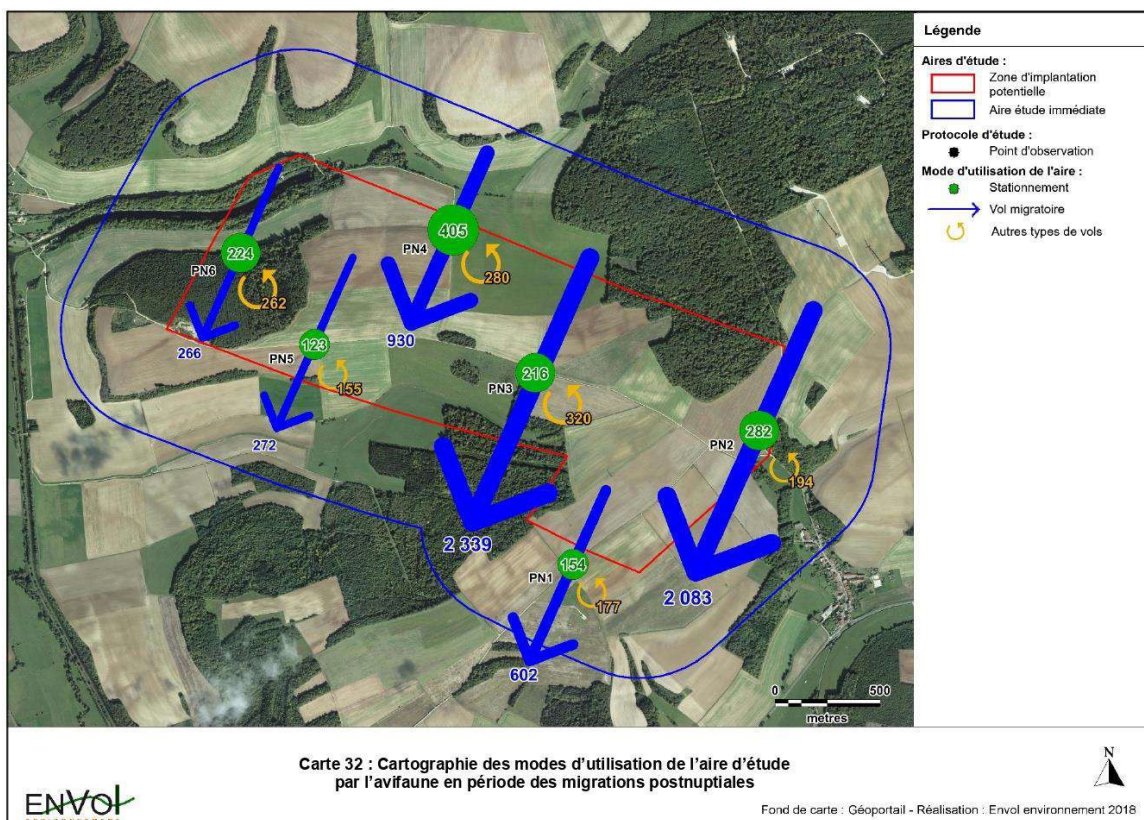 Légende
Aires d'étude :
Zone d'implantation
potentielle
Aire étude immédiate
Protocole d'étude :
Point d'observation
Mode d'utilisation de l'aire :
Stationnement
Vol migratoire
Autres types de vols
405
PN4
280
930
224
PN6
262
266
123
PN5
155
272
216
PN3
320
2 339
282
PN2
194
2 083
154
PN1
177
602
0 500
metres
Carte 32 : Cartographie des modes d'utilisation de l'aire d'étude
par l'avifaune en période des migrations postnuptiales
N
ENVOL
Fond de carte : Géoportail - Réalisation : Envol environnement 2018